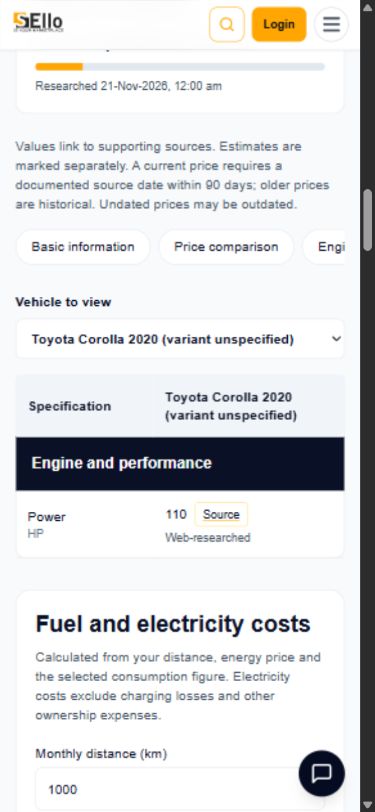 SEllo
Login
Researched 21-Nov-2026, 12:00 am
Values link to supporting sources. Estimates are
marked separately. A current price requires a
documented source date within 90 days; older prices
are historical. Undated prices may be outdated.
Basic information
Price comparison
Engi
Vehicle to view
Toyota Corolla 2020 (variant unspecified)
Specification
Toyota Corolla 2020
(variant unspecified)
Engine and performance
Power
HP
110 Source
Web-researched
Fuel and electricity costs
Calculated from your distance, energy price and
the selected consumption figure. Electricity
costs exclude charging losses and other
ownership expenses.
Monthly distance (km)
1000